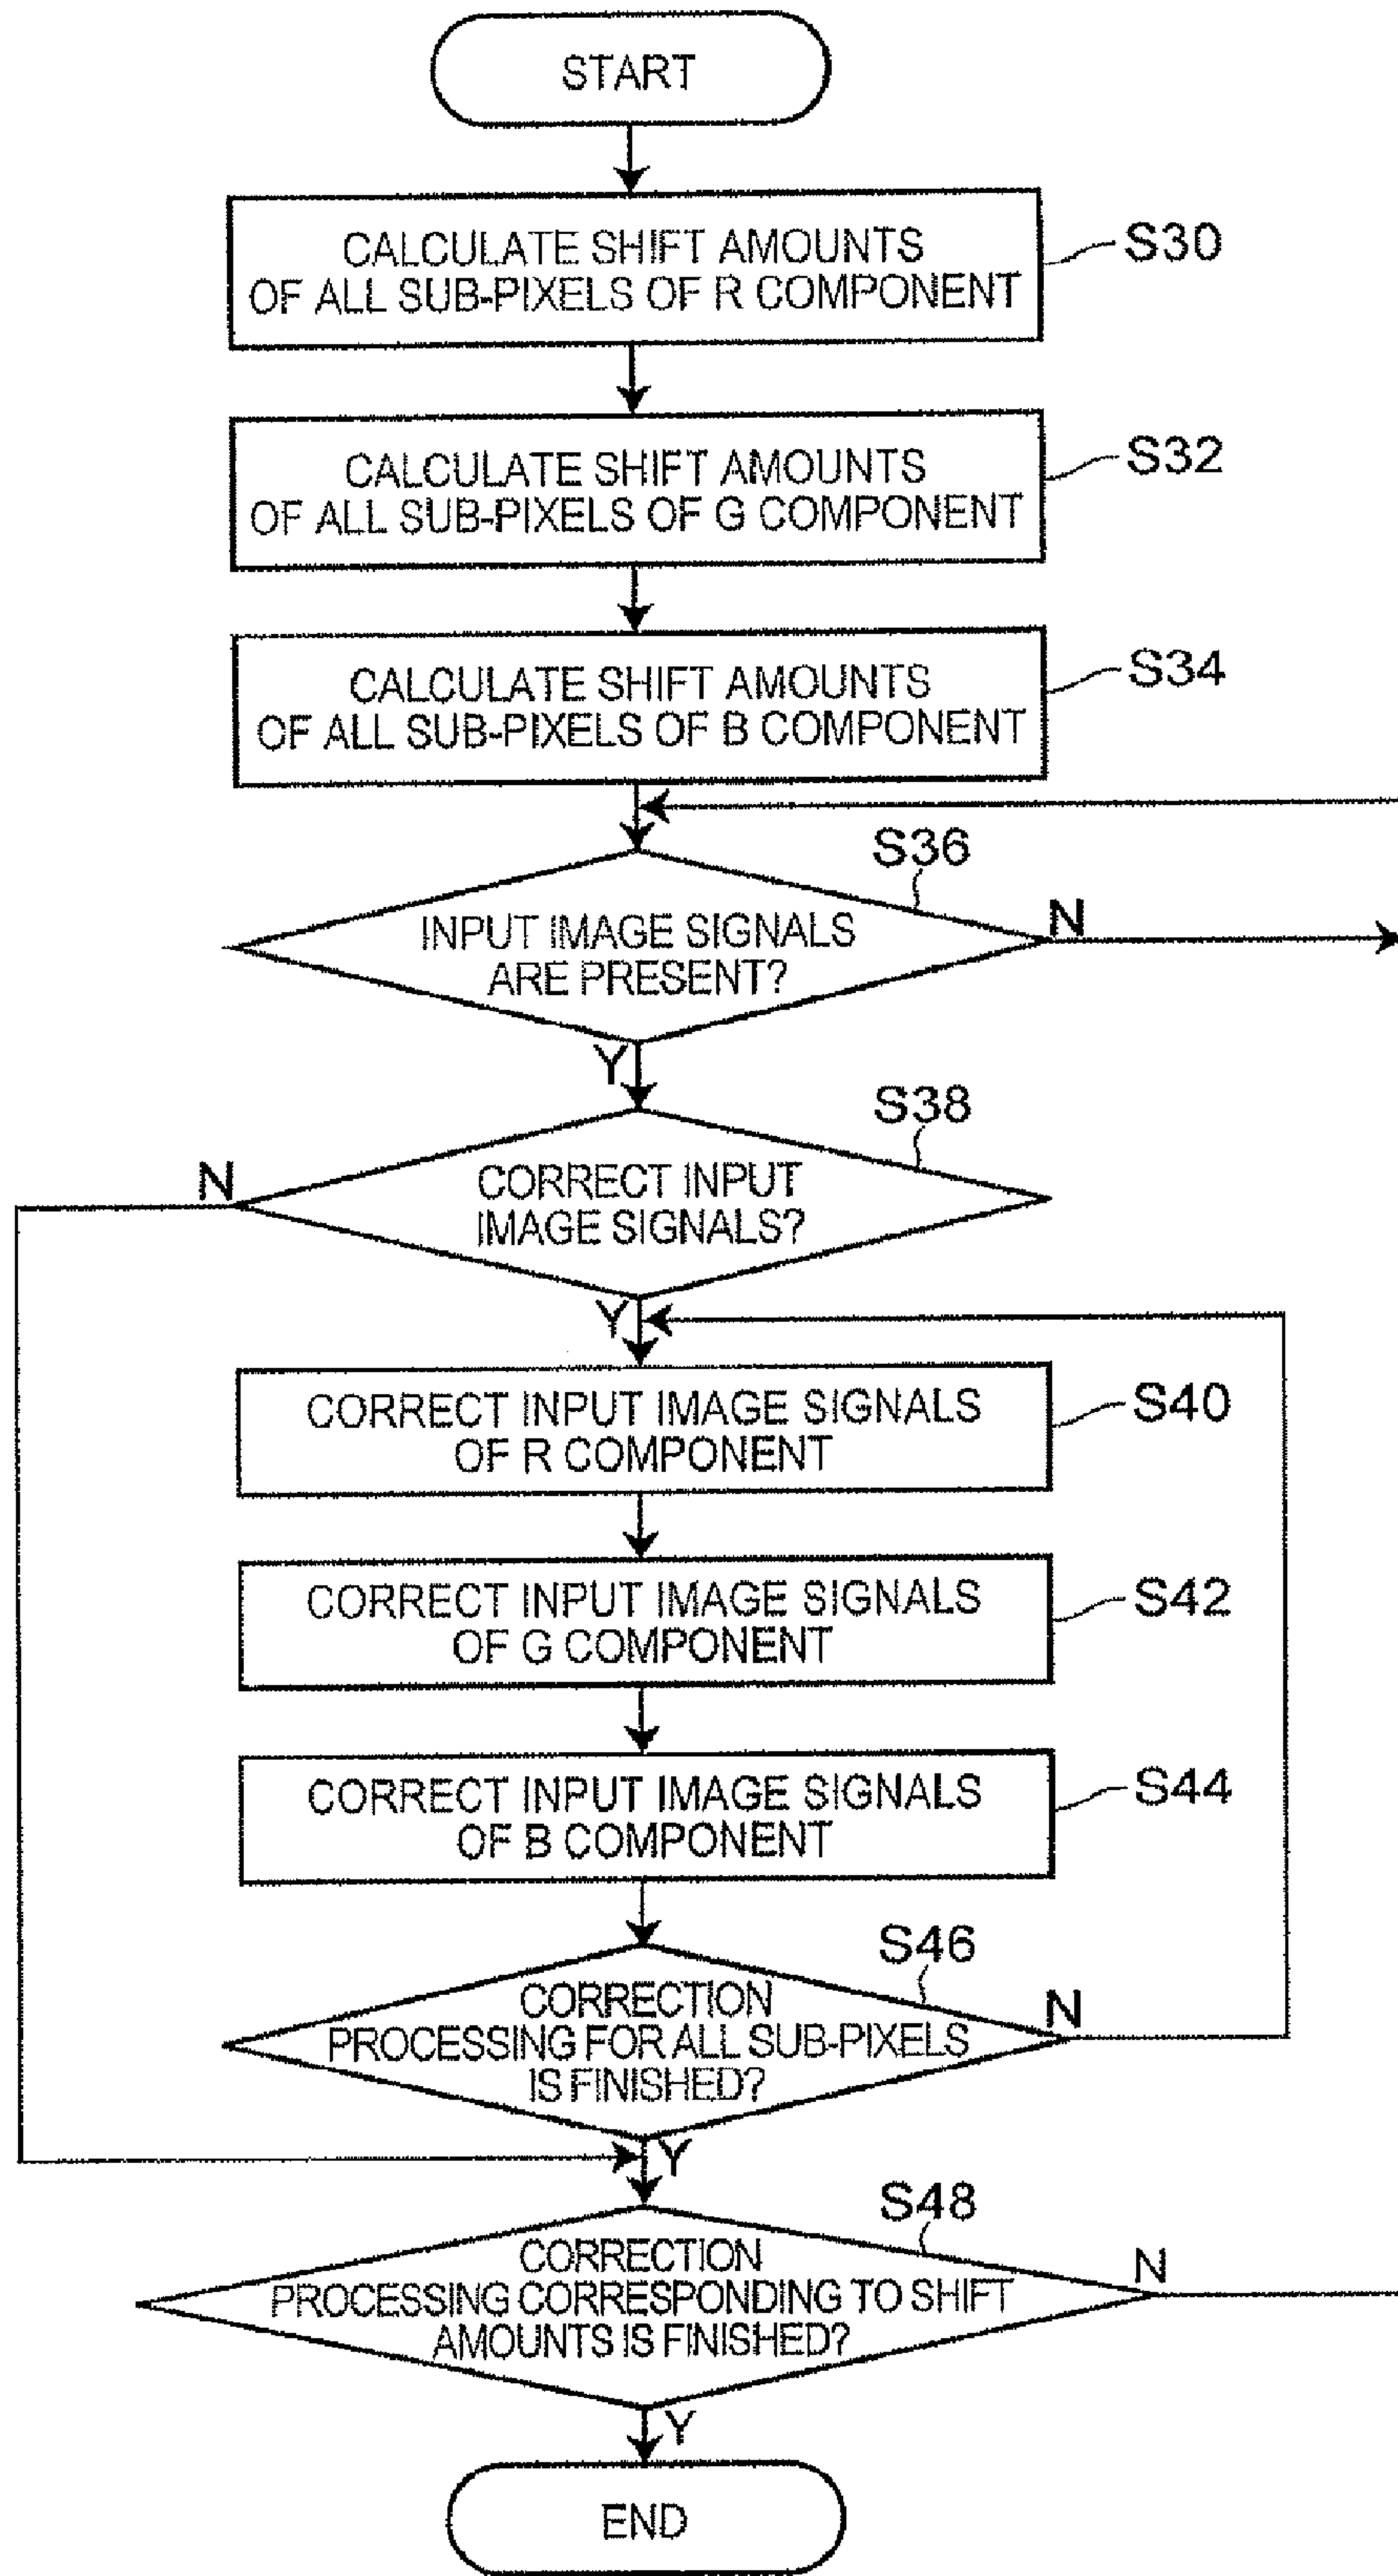 START
CALCULATE SHIFT AMOUNTS
OF ALL SUB-PIXELS OF R COMPONENT
S30
CALCULATE SHIFT AMOUNTS
OF ALL SUB-PIXELS OF G COMPONENT
S32
CALCULATE SHIFT AMOUNTS
OF ALL SUB-PIXELS OF B COMPONENT
S34
S36
INPUT IMAGE SIGNALS
ARE PRESENT?
N
Y
S38
N
CORRECT INPUT
IMAGE SIGNALS?
Y
CORRECT INPUT IMAGE SIGNALS
OF R COMPONENT
S40
CORRECT INPUT IMAGE SIGNALS
OF G COMPONENT
S42
CORRECT INPUT IMAGE SIGNALS
OF B COMPONENT
S44
S46
CORRECTION
PROCESSING FOR ALL SUB-PIXELS
IS FINISHED?
N
Y
S48
CORRECTION
PROCESSING CORRESPONDING TO SHIFT
AMOUNTS IS FINISHED?
N
Y
END